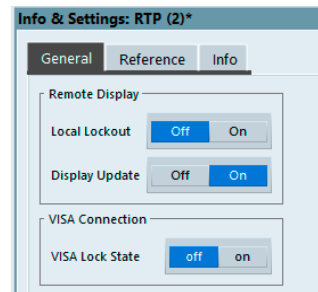 Info & Settings: RTP (2)*
General Reference Info
Remote Display
Local Lockout Off On
Display Update Off On
VISA Connection
VISA Lock State off on